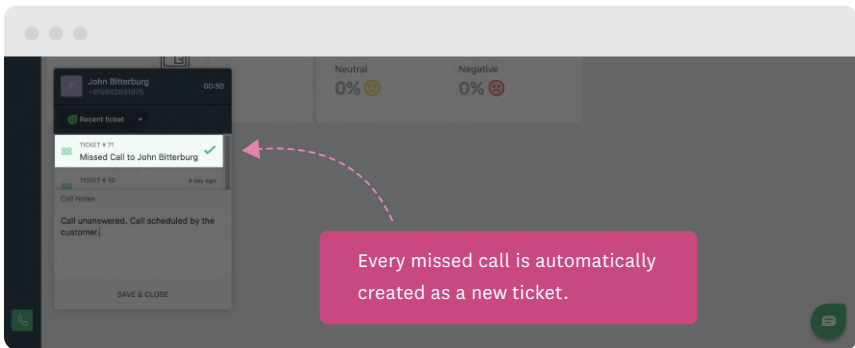 John Bitterburg
+919962681675
00:50
Recent ticket
TICKET # 71
Missed Call to John Bitterburg
TICKET # 70
a day ago
Call Notes
Call unanswered. Call scheduled by the
customer.
SAVE & CLOSE
Neutral
Negative
0%
0%
Every missed call is automatically
created as a new ticket.